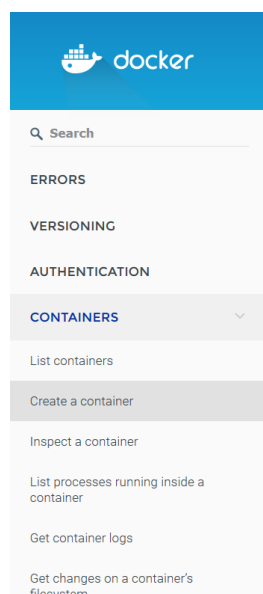 docker
Search
ERRORS
VERSIONING
AUTHENTICATION
CONTAINERS
List containers
Create a container
Inspect a container
List processes running inside a
container
Get container logs
Get changes on a container's
filesystem